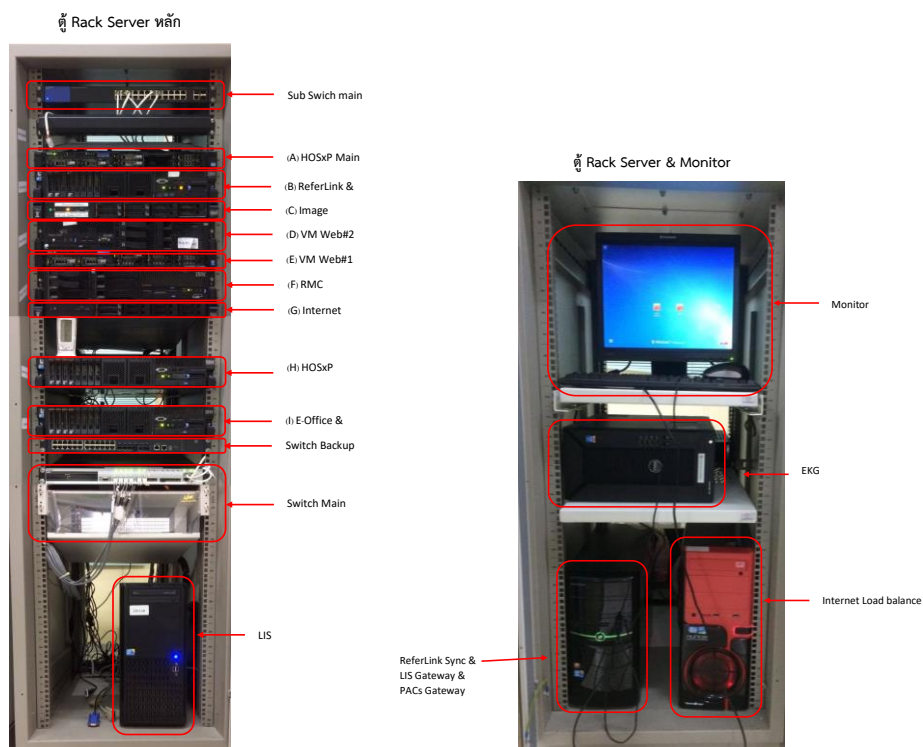 ตู้ Rack Server หลัก
Sub Swich main
(A) HOSxP Main
(B) ReferLink &
(C) Image
(D) VM Web#2
(E) VM Web#1
(F) RMC
(G) Internet
(H) HOSxP
(I) E-Office &
Switch Backup
Switch Main
LIS
ตู้ Rack Server & Monitor
Monitor
EKG
Internet Load balance
ReferLink Sync &
LIS Gateway &
PACs Gateway